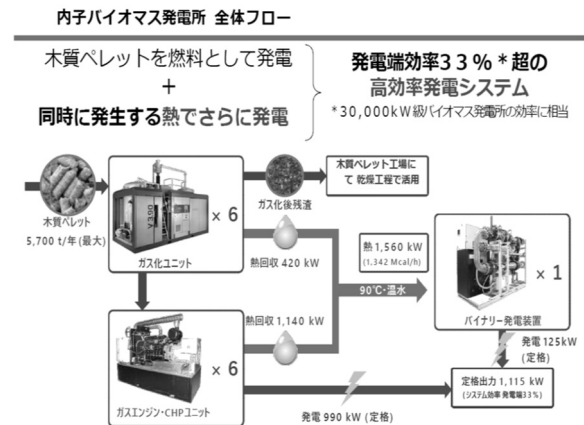 内子バイオマス発電所 全体フロー
木質ペレットを燃料として発電
+
同時に発生する熱でさらに発電
発電端効率33%*超の
高効率発電システム
*30,000kW級バイオマス発電所の効率に相当
木質ペレット
5,700 t/年(最大)
× 6
ガス化ユニット
ガス化後残渣
木質ペレット工場に
て 乾燥工程で活用
熱回収 420 kW
熱 1,560 kW
(1,342 Mcal/h)
90℃・温水
× 1
バイナリー発電装置
熱回収 1,140 kW
× 6
ガスエンジン・CHPユニット
発電 125kW
(定格)
発電 990 kW (定格)
定格出力 1,115 kW
(システム効率 発電端33%)